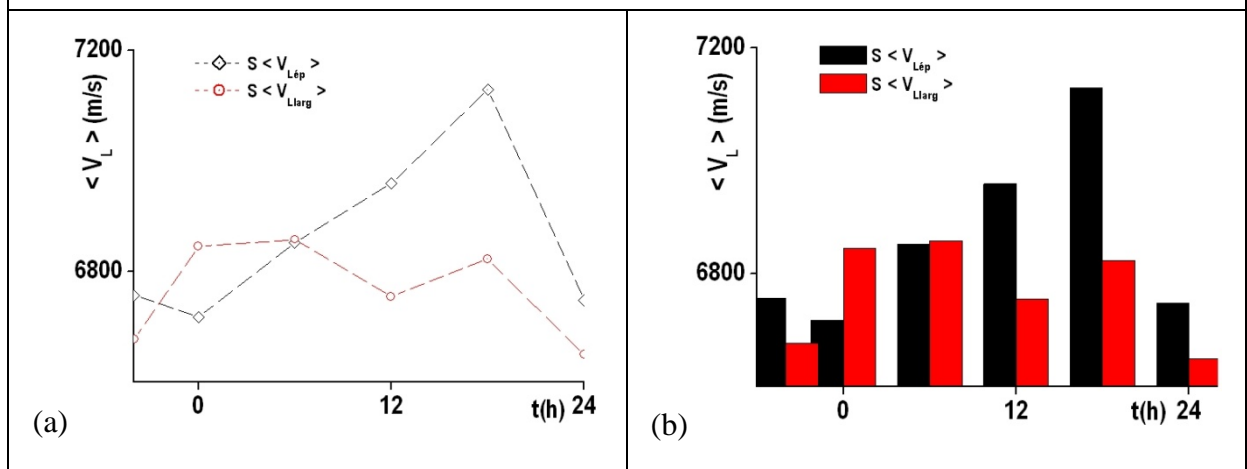 7200
S < V_Lép >
S < V_Llarg >
< V_L > (m/s)
6800
0
12
t(h)
24
(a)
7200
S < V_Lép >
S < V_Llarg >
< V_L > (m/s)
6800
0
12
t(h)
24
(b)